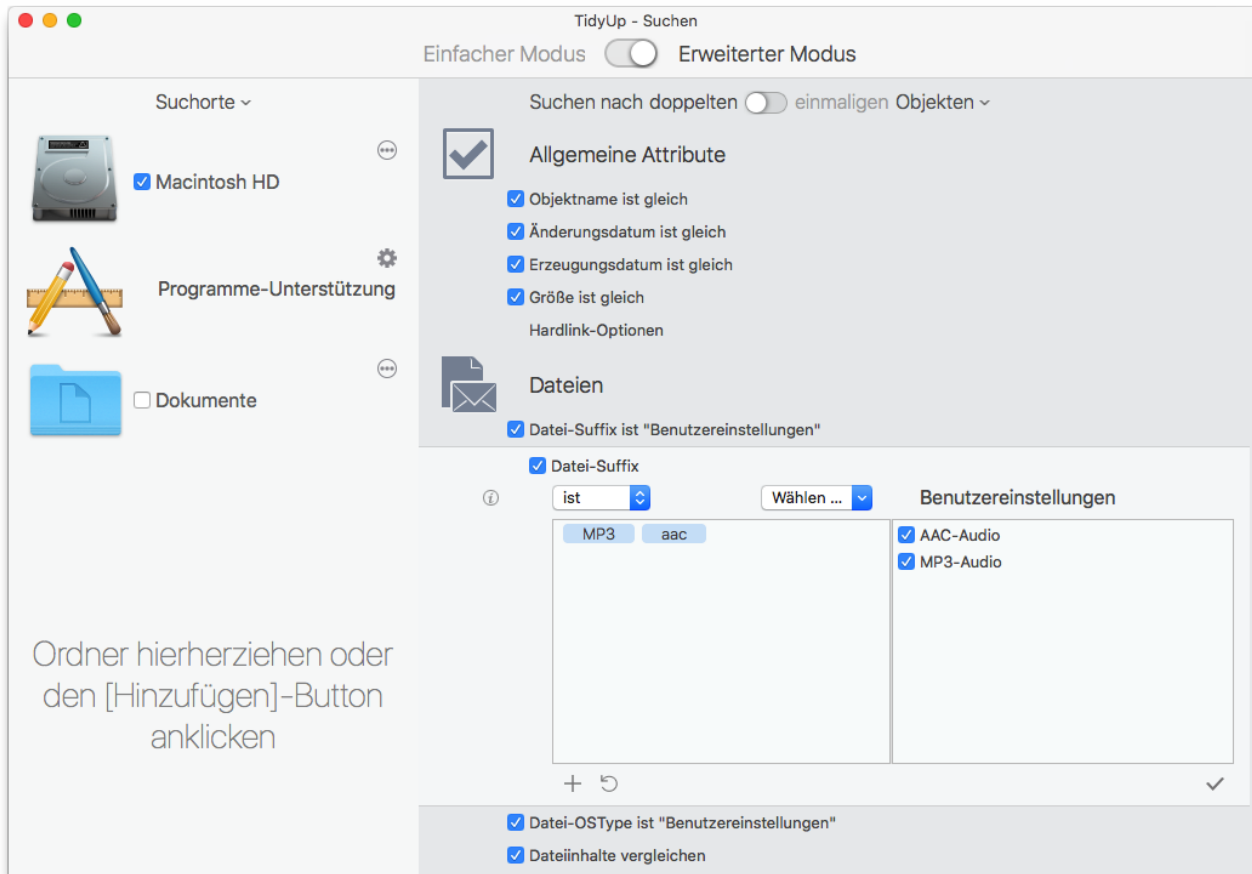 TidyUp - Suchen
Einfacher Modus Erweiterter Modus
Suchorte
Macintosh HD
Programme-Unterstützung
Dokumente
Ordner hierherziehen oder
den [Hinzufügen]-Button
anklicken
Suchen nach doppelten einmaligen Objekten
Allgemeine Attribute
Objektname ist gleich
Änderungsdatum ist gleich
Erzeugungsdatum ist gleich
Größe ist gleich
Hardlink-Optionen
Dateien
Datei-Suffix ist "Benutzereinstellungen"
Datei-Suffix
ist Wählen ... Benutzereinstellungen
MP3 aac
AAC-Audio
MP3-Audio
Datei-OSType ist "Benutzereinstellungen"
Dateiinhalte vergleichen